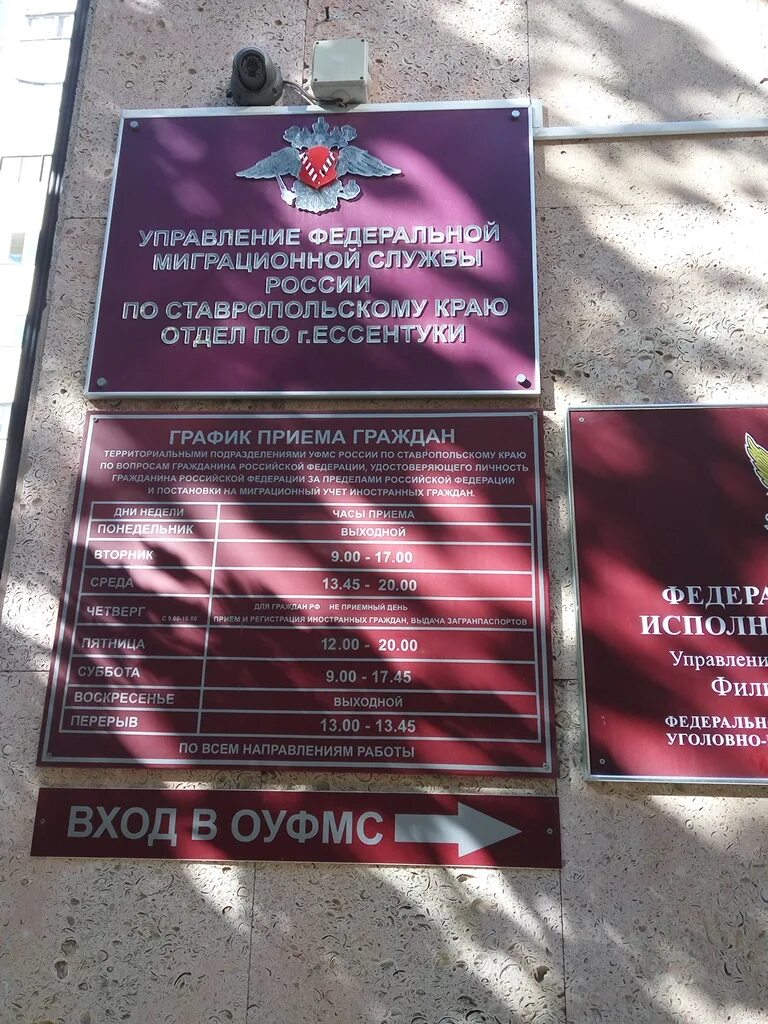 УПРАВЛЕНИЕ ФЕДЕРАЛЬНОЙ
МИГРАЦИОННОЙ СЛУЖБЫ
РОССИИ
ПО СТАВРОПОЛЬСКОМУ КРАЮ
ОТДЕЛ ПО г.ЕССЕНТУКИ
ГРАФИК ПРИЕМА ГРАЖДАН
ТЕРРИТОРИАЛЬНЫМИ ПОДРАЗДЕЛЕНИЯМИ УФМС РОССИИ ПО СТАВРОПОЛЬСКОМУ КРАЮ
ПО ВОПРОСАМ ГРАЖДАНИНА РОССИЙСКОЙ ФЕДЕРАЦИИ, УДОСТОВЕРЯЮЩЕГО ЛИЧНОСТЬ
ГРАЖДАНИНА РОССИЙСКОЙ ФЕДЕРАЦИИ ЗА ПРЕДЕЛАМИ РОССИЙСКОЙ ФЕДЕРАЦИИ
И ПОСТАНОВКИ НА МИГРАЦИОННЫЙ УЧЕТ ИНОСТРАННЫХ ГРАЖДАН.
ДНИ НЕДЕЛИ ЧАСЫ ПРИЕМА
ПОНЕДЕЛЬНИК ВЫХОДНОЙ
ВТОРНИК 9.00 - 17.00
СРЕДА 13.45 - 20.00
ЧЕТВЕРГ ДЛЯ ГРАЖДАН РФ НЕ ПРИЕМНЫЙ ДЕНЬ
ПРИЕМ И РЕГИСТРАЦИЯ ИНОСТРАННЫХ ГРАЖДАН, ВЫДАЧА ЗАГРАНПАСПОРТОВ
ПЯТНИЦА 12.00 - 20.00
СУББОТА 9.00 - 17.45
ВОСКРЕСЕНЬЕ ВЫХОДНОЙ
ПЕРЕРЫВ 13.00 - 13.45
ПО ВСЕМ НАПРАВЛЕНИЯМ РАБОТЫ
ВХОД В ОУФМС
ФЕДЕРА
ИСПОЛН
Управлени
Фили
ФЕДЕРАЛЬН
УГОЛОВНО-